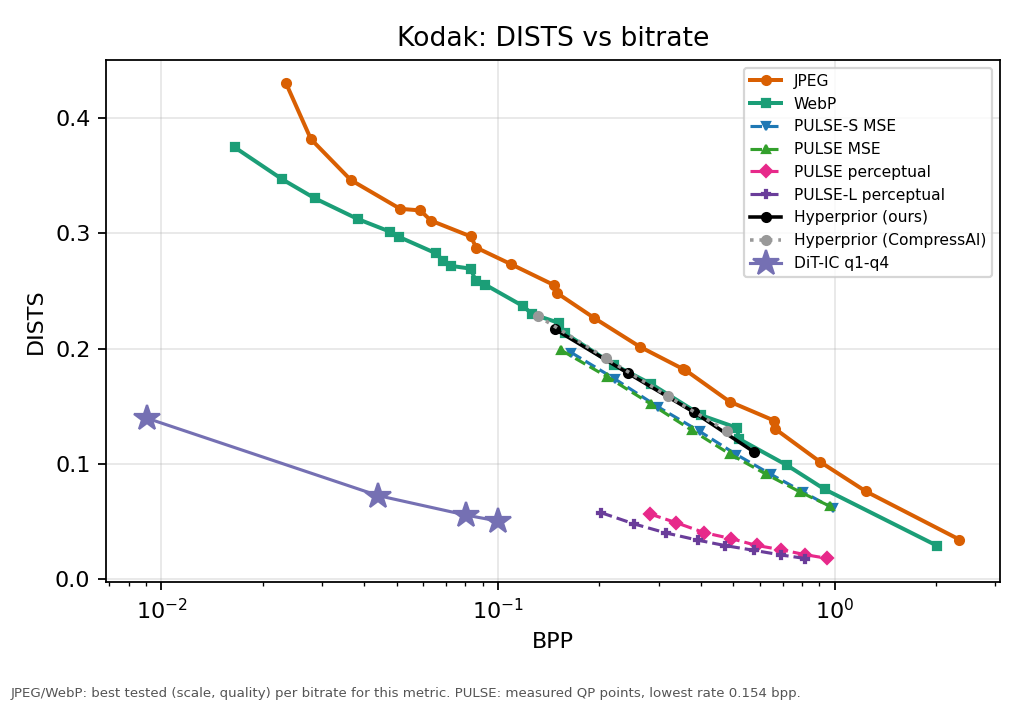 Kodak: DISTS vs bitrate
DISTS
0.4
0.3
0.2
0.1
0.0
JPEG
WebP
PULSE-S MSE
PULSE MSE
PULSE perceptual
PULSE-L perceptual
Hyperprior (ours)
Hyperprior (CompressAI)
DiT-IC q1-q4
10⁻²
10⁻¹
10⁰
BPP
JPEG/WebP: best tested (scale, quality) per bitrate for this metric. PULSE: measured QP points, lowest rate 0.154 bpp.